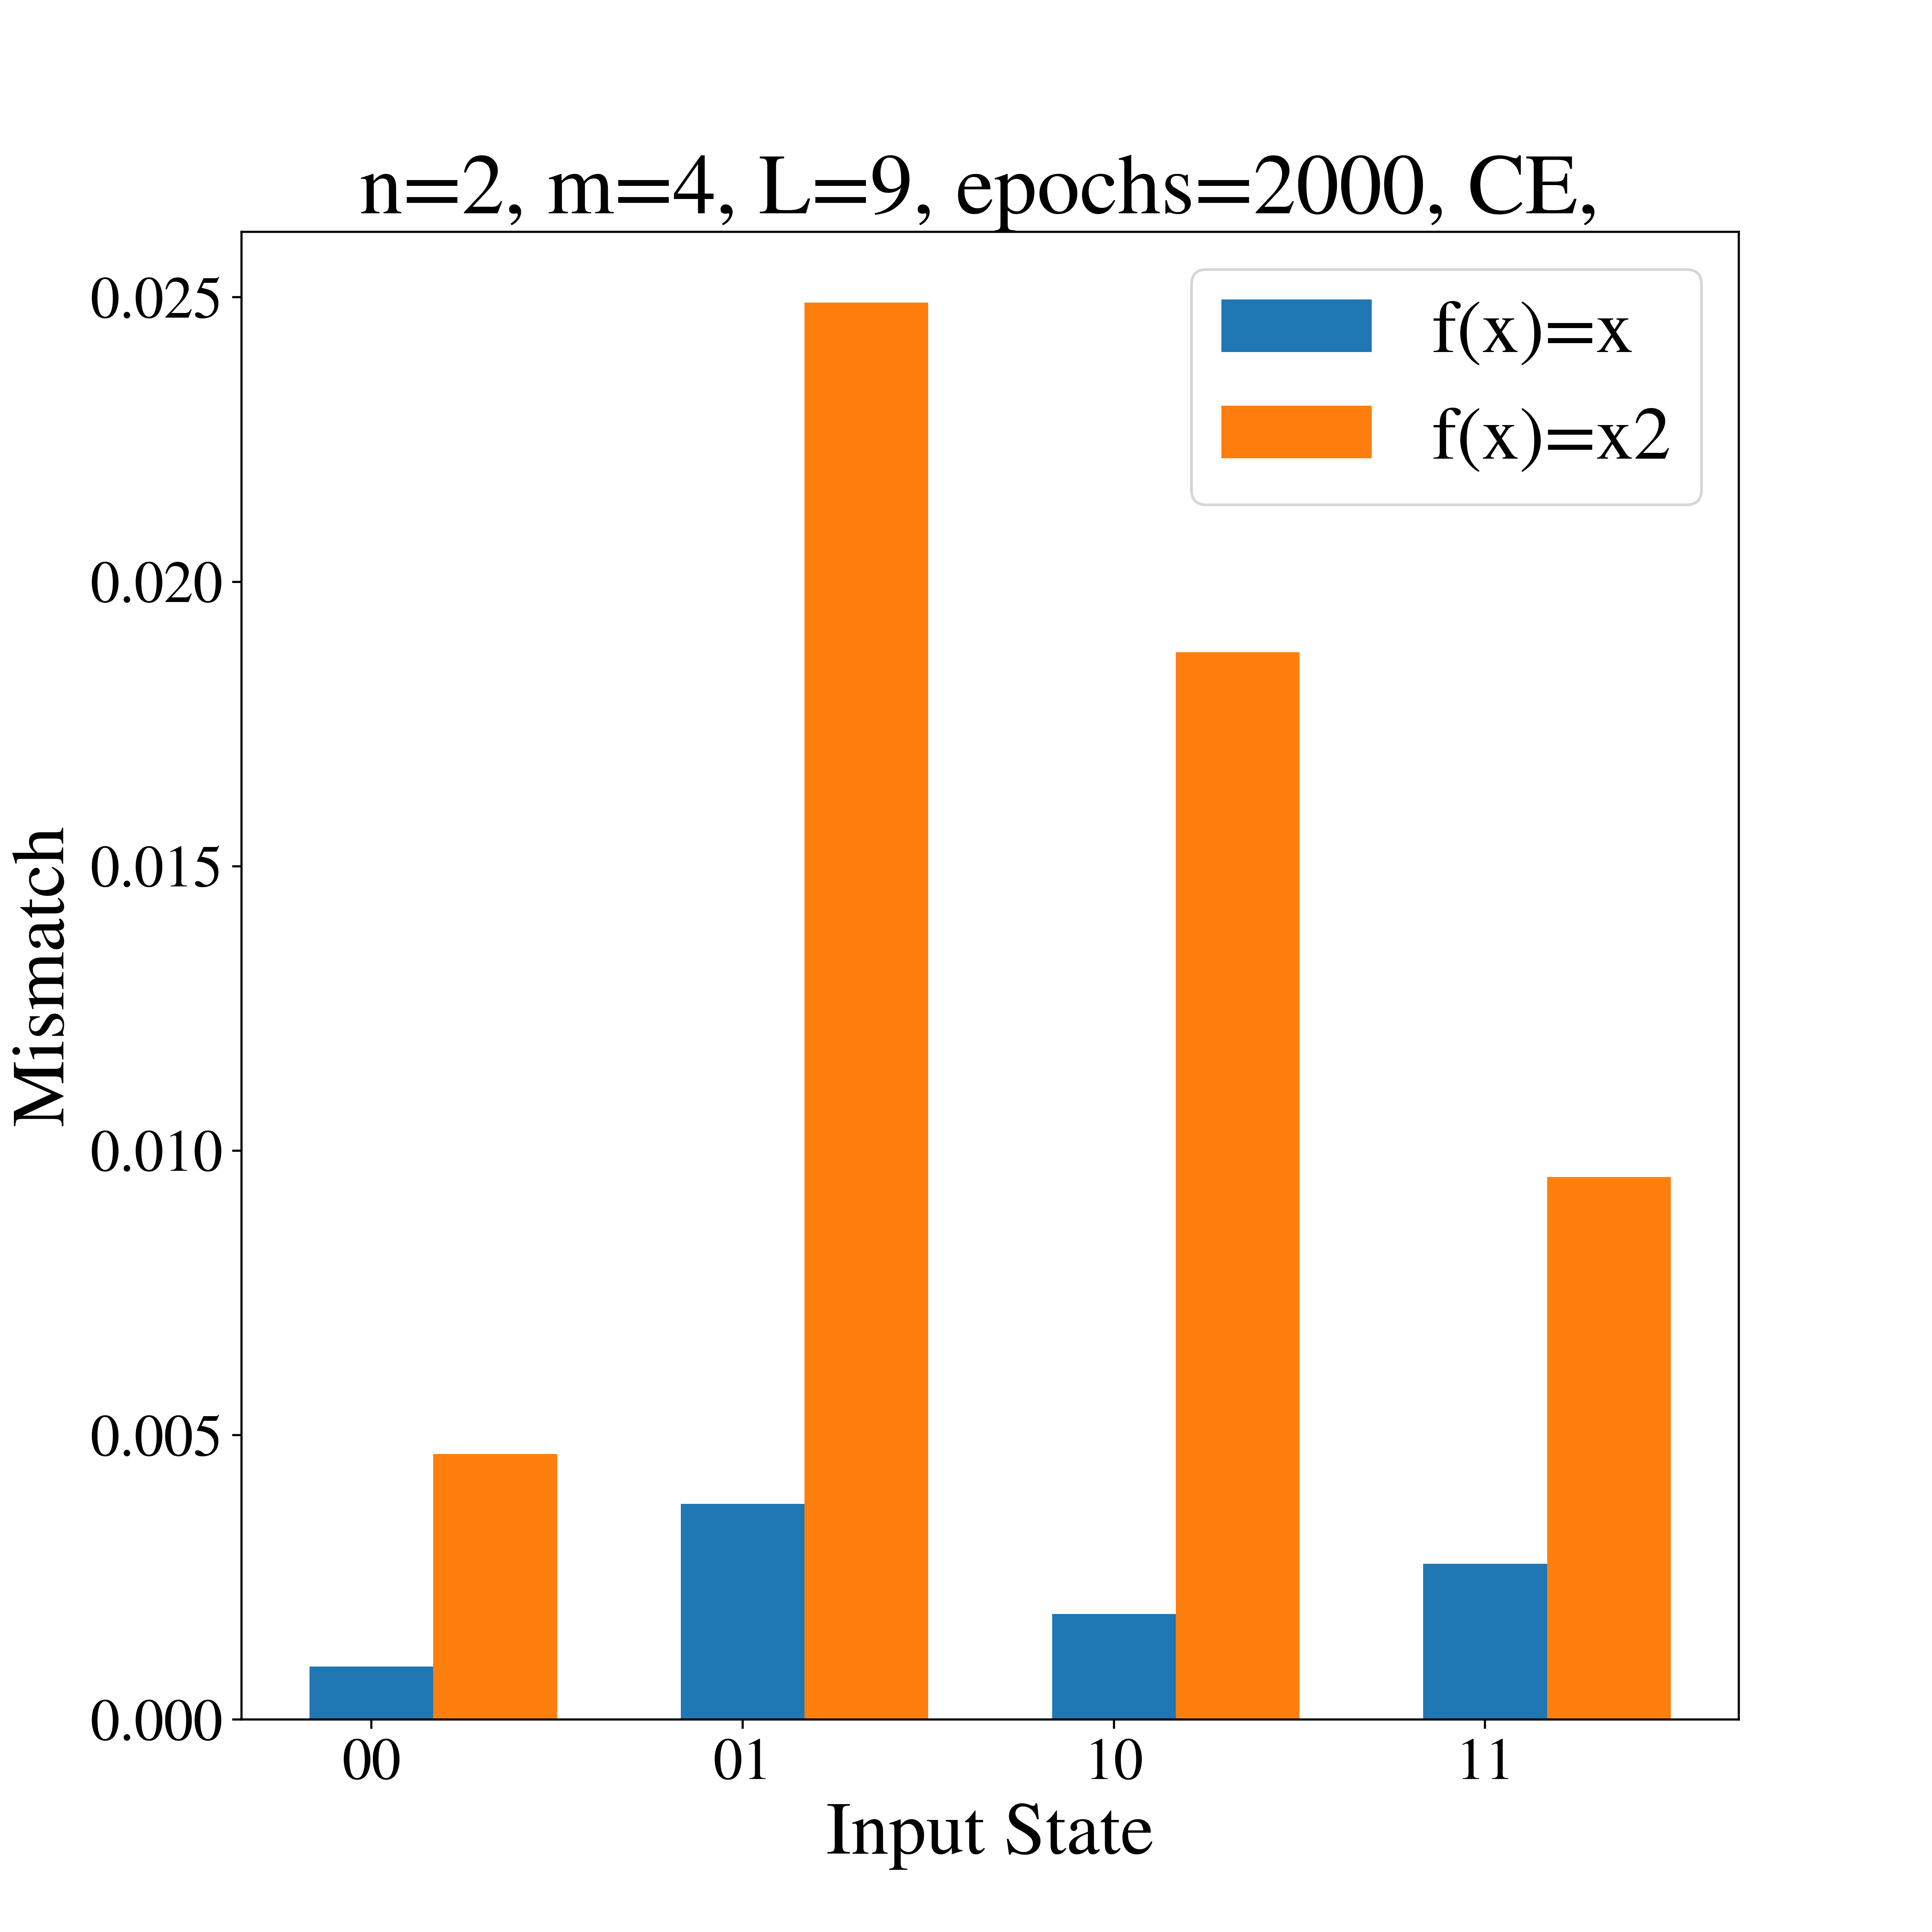 n=2, m=4, L=9, epochs=2000, CE,
f(x)=x
f(x)=x2
0.025
0.020
0.015
0.010
0.005
0.000
Mismatch
00 01 10 11
Input State